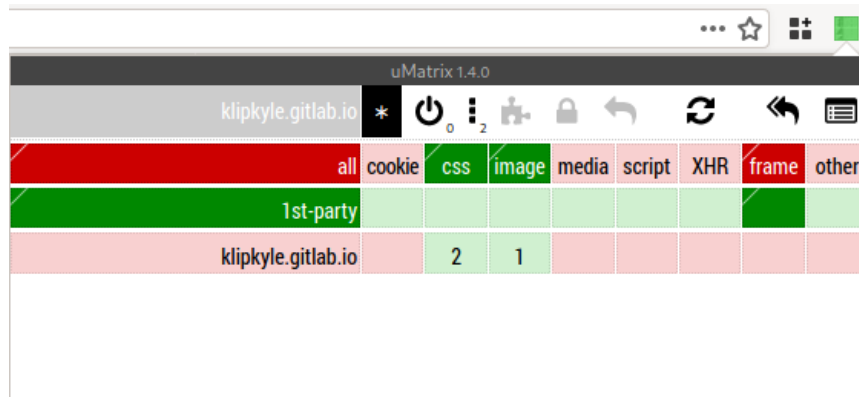 uMatrix 1.4.0
klipkyle.gitlab.io * 0 2
all cookie css image media script XHR frame other
1st-party
klipkyle.gitlab.io 2 1